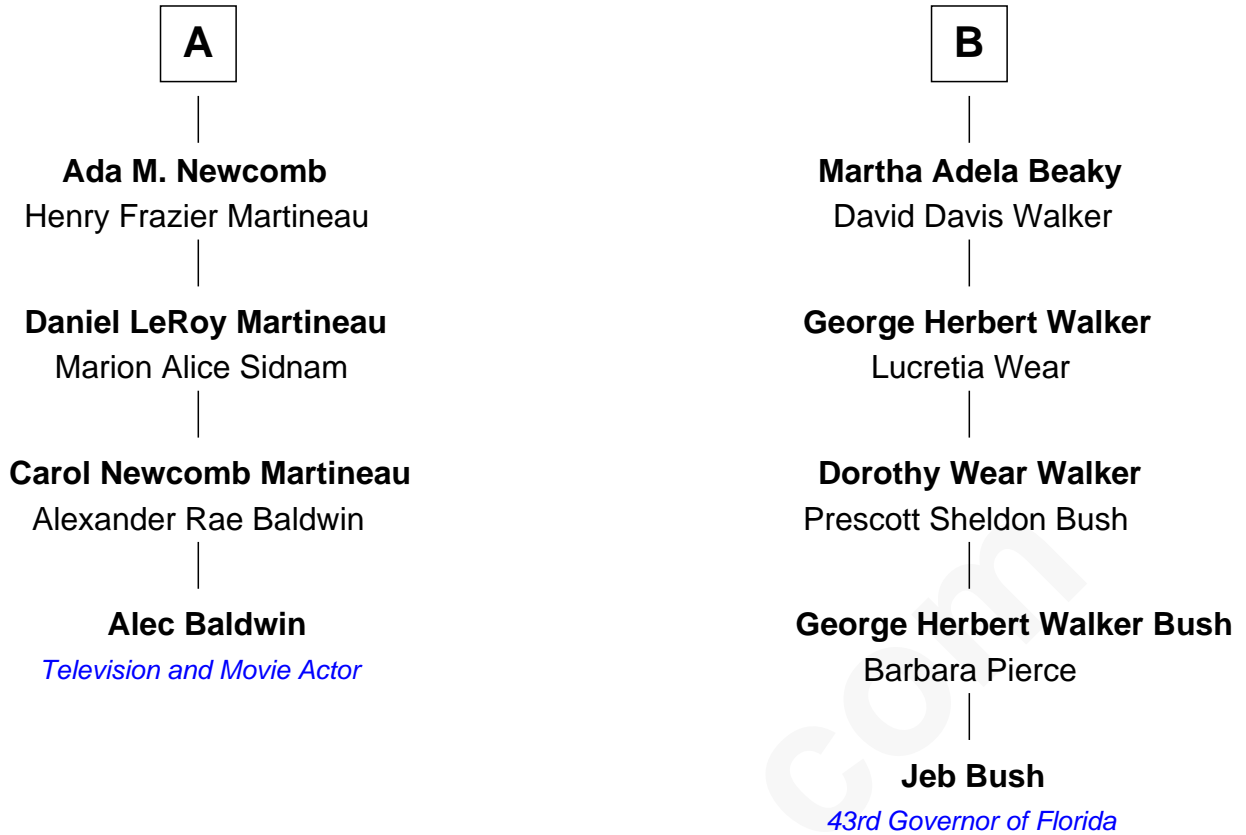 A
Ada M. Newcomb
Henry Frazier Martineau
Daniel LeRoy Martineau
Marion Alice Sidnam
Carol Newcomb Martineau
Alexander Rae Baldwin
Alec Baldwin
Television and Movie Actor
B
Martha Adela Beaky
David Davis Walker
George Herbert Walker
Lucretia Wear
Dorothy Wear Walker
Prescott Sheldon Bush
George Herbert Walker Bush
Barbara Pierce
Jeb Bush
43rd Governor of Florida
com